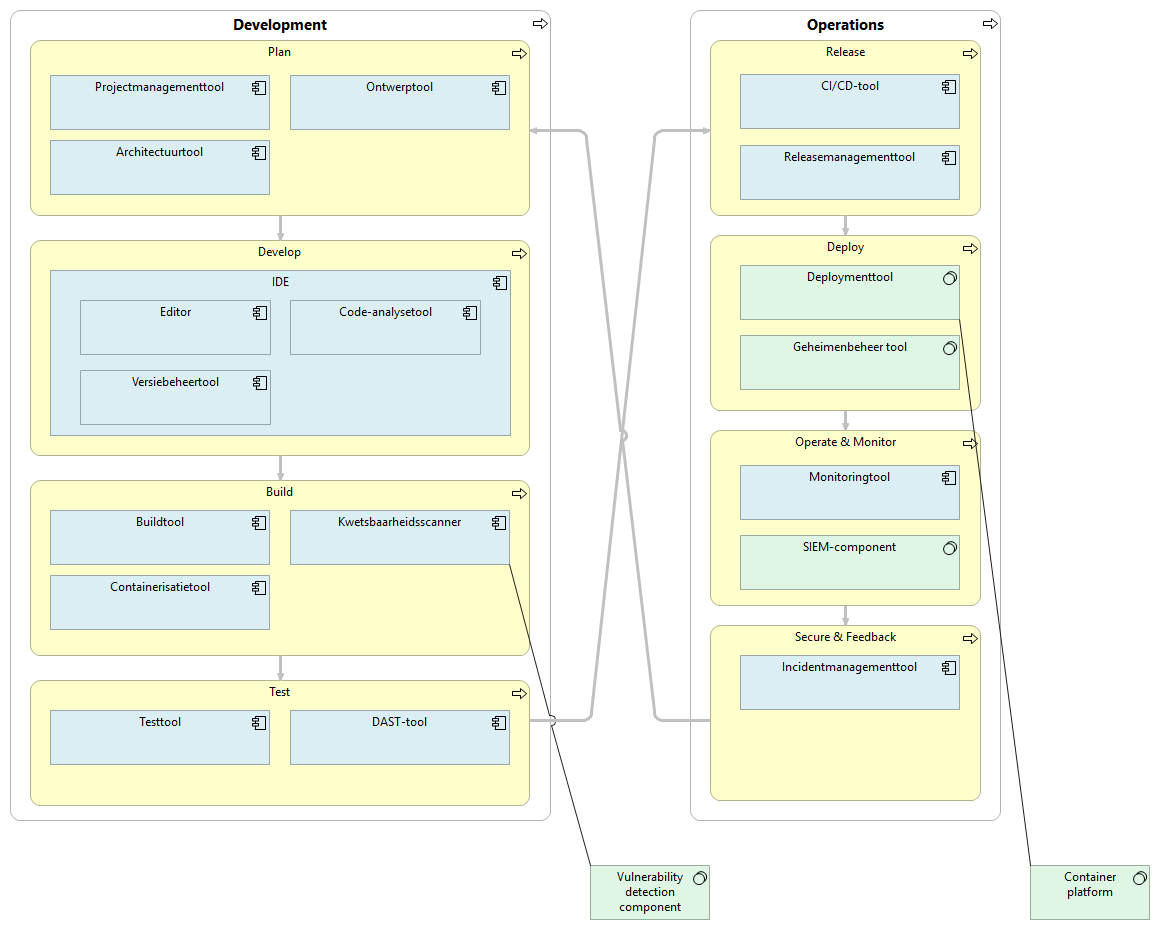 Development
Plan
Projectmanagementtool
Ontwerptool
Architectuurtool
Develop
IDE
Editor
Code-analysetool
Versiebeheertool
Build
Buildtool
Kwetsbaarheidsscanner
Containerisatietool
Test
Testtool
DAST-tool
Operations
Release
CI/CD-tool
Releasemanagementtool
Deploy
Deploymenttool
Geheimenbeheer tool
Operate & Monitor
Monitoringtool
SIEM-component
Secure & Feedback
Incidentmanagementtool
Vulnerability
detection
component
Container
platform